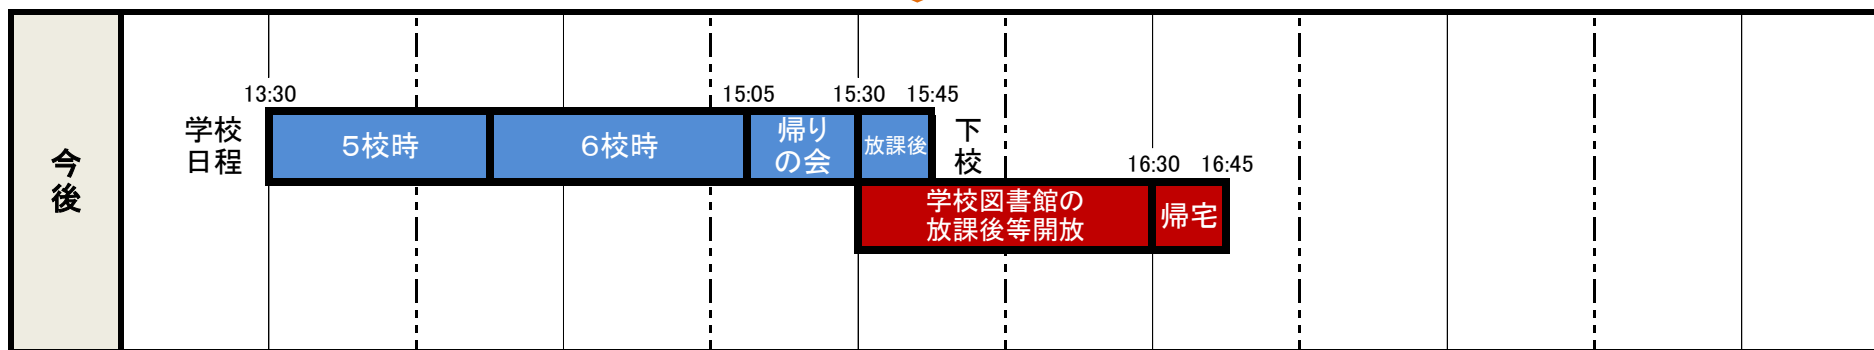 今後
13:30
15:05
15:30
15:45
学校
日程
5校時
6校時
帰り
の会
放課後
下校
16:30
16:45
学校図書館の
放課後等開放
帰宅